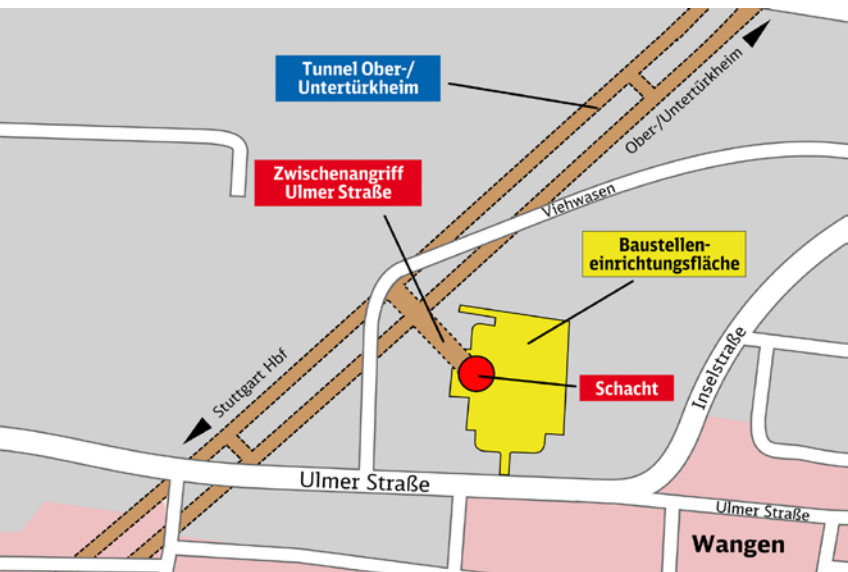 Tunnel Ober-/
Untertürkheim
Ober-/Untertürkheim
Zwischenangriff
Ulmer Straße
Viehwasen
Baustellen-
einrichtungsfläche
Inselstraße
Stuttgart Hbf
Schacht
Ulmer Straße
Ulmer Straße
Wangen